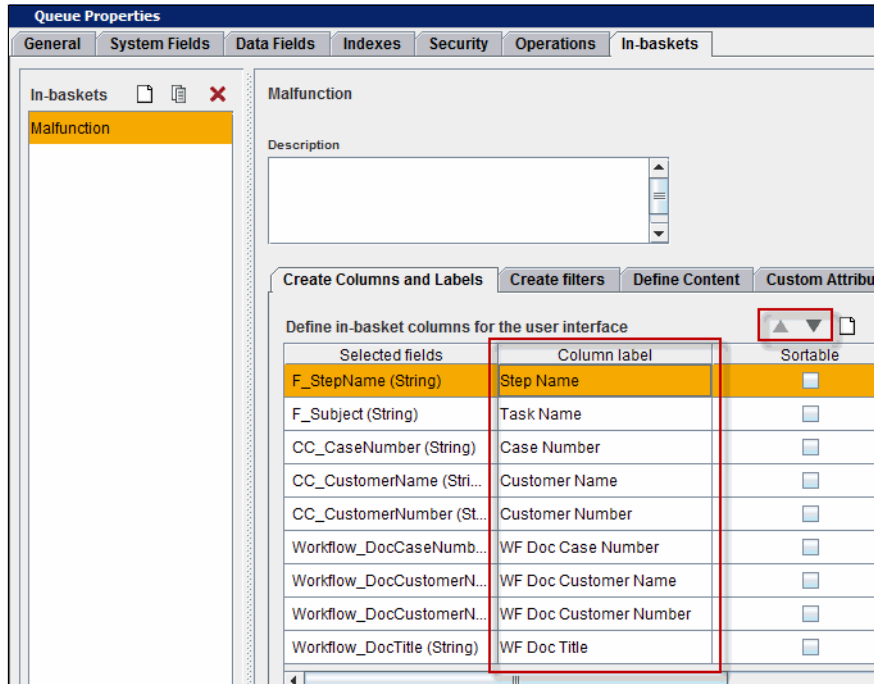 Queue Properties
General System Fields Data Fields Indexes Security Operations In-baskets
In-baskets
Malfunction
Malfunction
Description
Create Columns and Labels Create filters Define Content Custom Attribu
Define in-basket columns for the user interface
Selected fields Column label Sortable
F_StepName (String) Step Name
F_Subject (String) Task Name
CC_CaseNumber (String) Case Number
CC_CustomerName (Stri... Customer Name
CC_CustomerNumber (St... Customer Number
Workflow_DocCaseNumb... WF Doc Case Number
Workflow_DocCustomerN... WF Doc Customer Name
Workflow_DocCustomerN... WF Doc Customer Number
Workflow_DocTitle (String) WF Doc Title